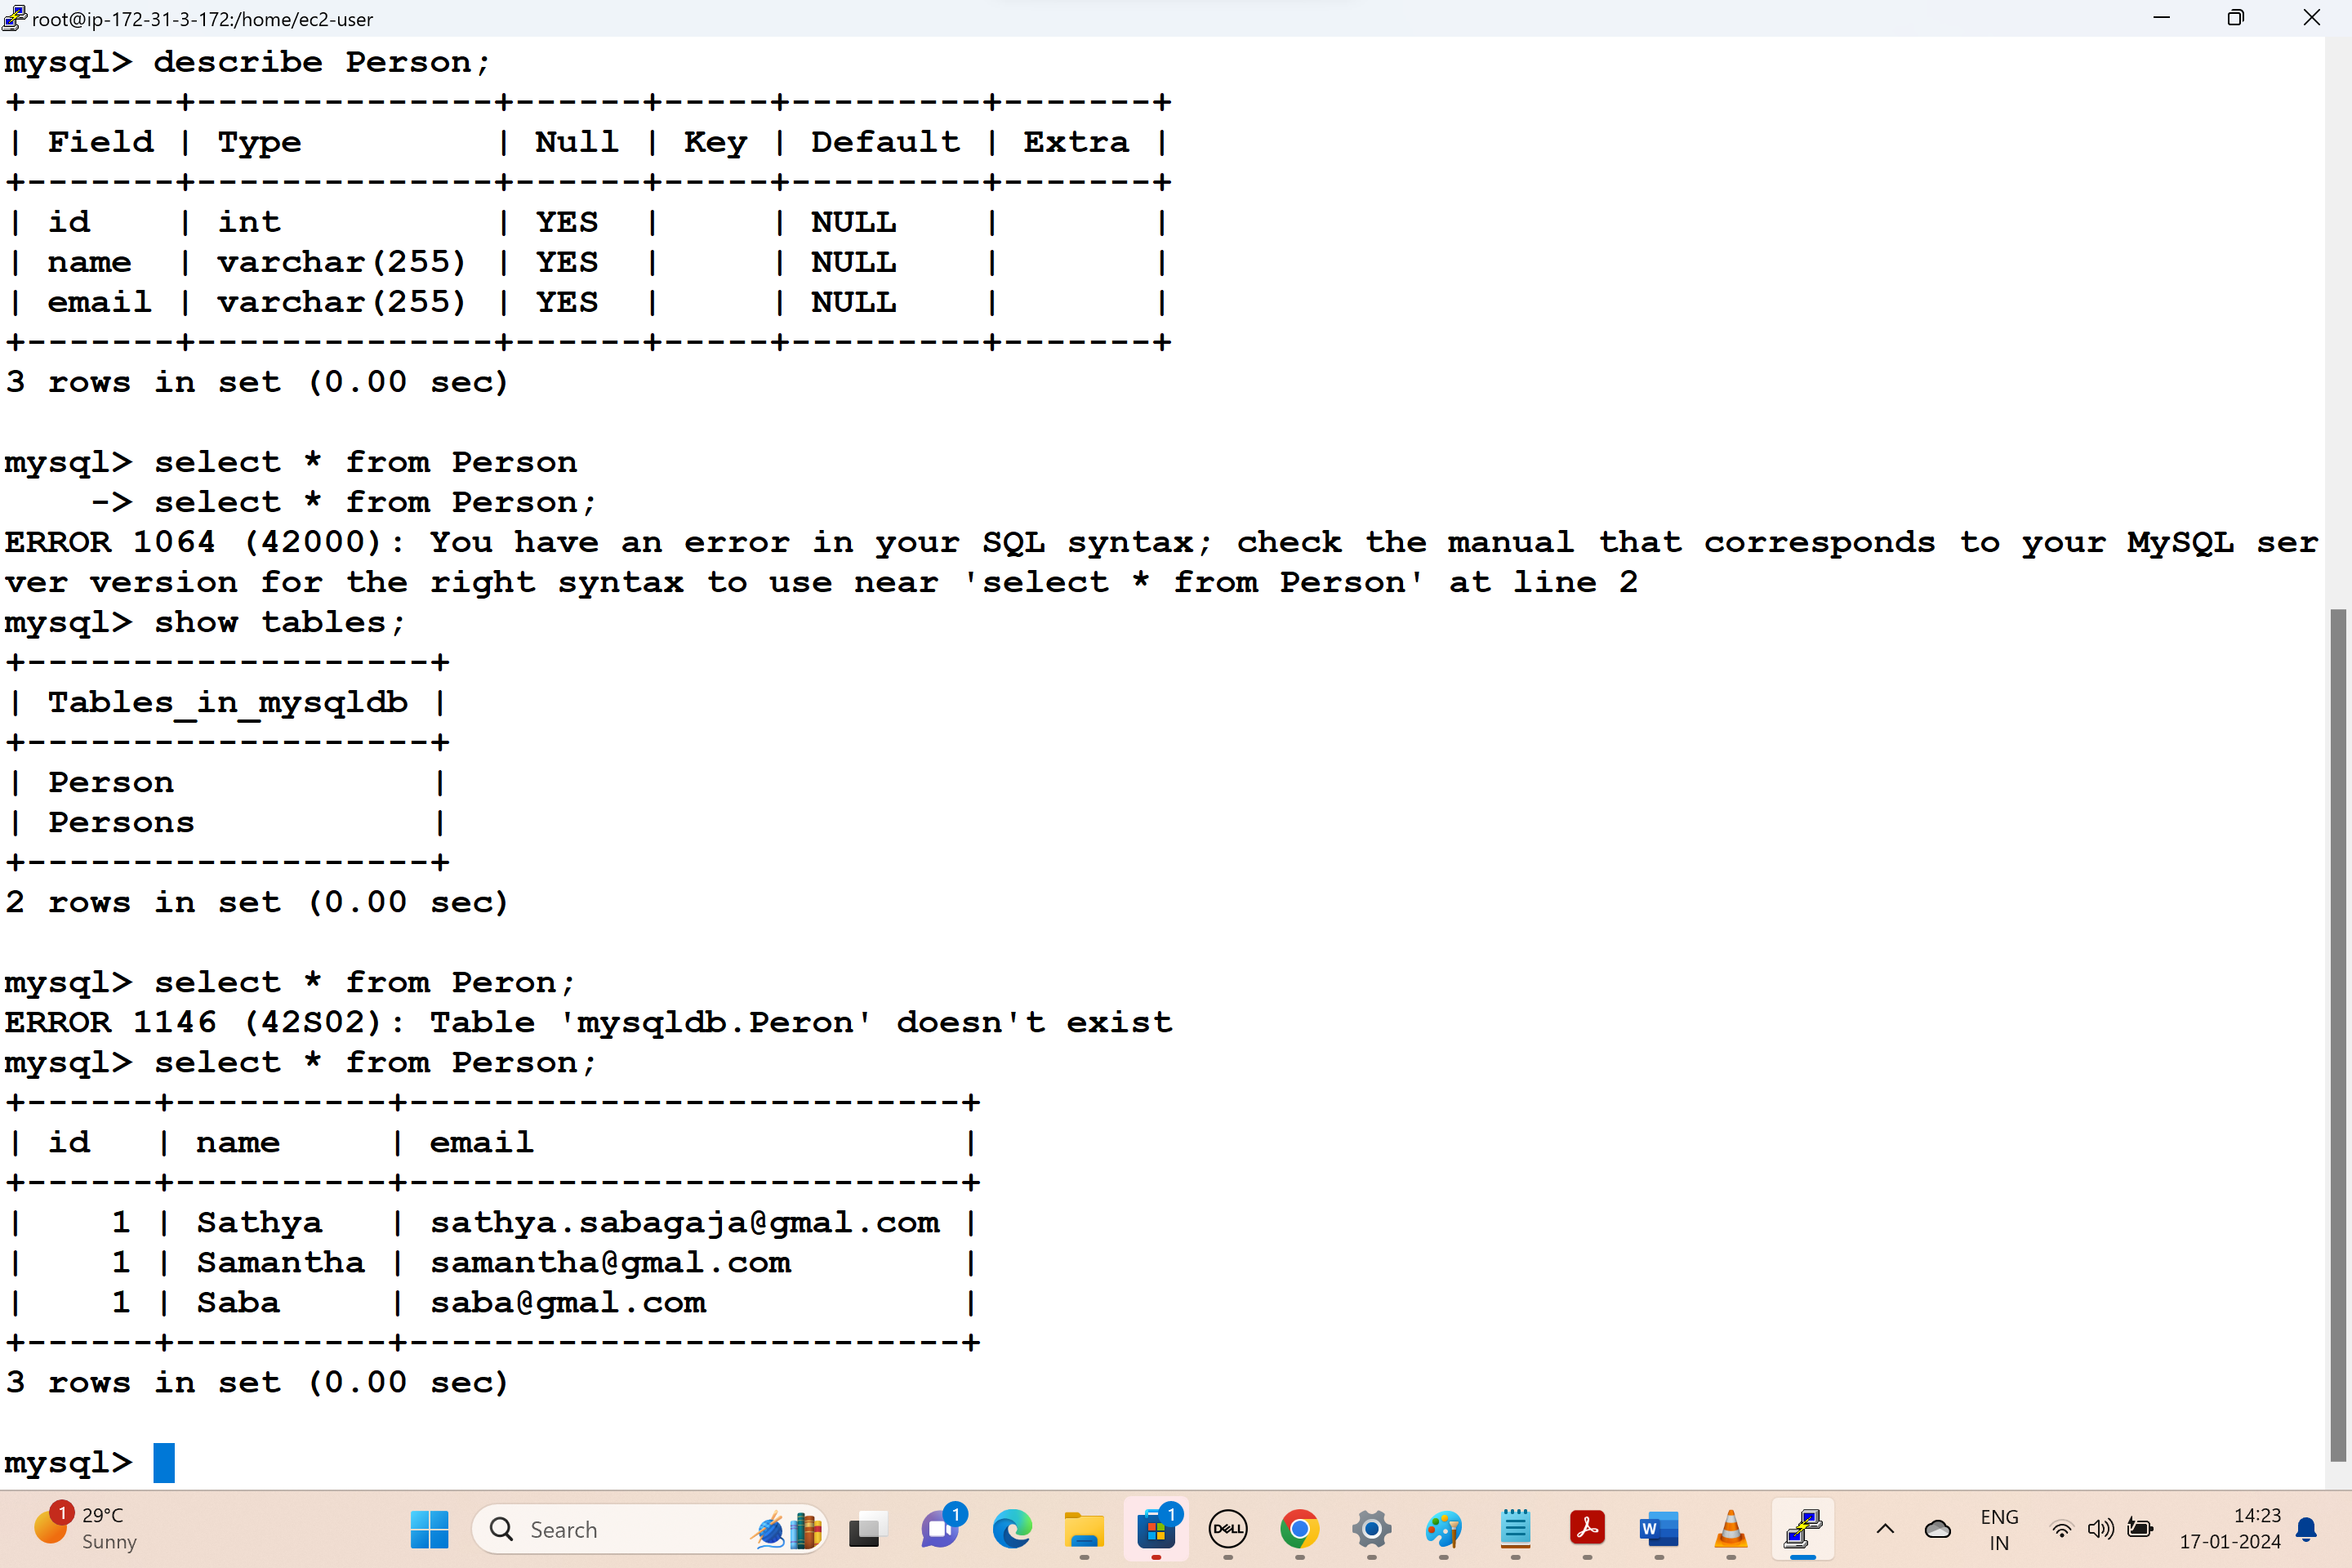 root@ip-172-31-3-172:/home/ec2-user
mysql> describe Person;
+-------+--------------+------+-----+---------+-------+
| Field | Type         | Null | Key | Default | Extra |
+-------+--------------+------+-----+---------+-------+
| id    | int          | YES  |     | NULL    |       |
| name  | varchar(255) | YES  |     | NULL    |       |
| email | varchar(255) | YES  |     | NULL    |       |
+-------+--------------+------+-----+---------+-------+
3 rows in set (0.00 sec)
mysql> select * from Person
    -> select * from Person;
ERROR 1064 (42000): You have an error in your SQL syntax; check the manual that corresponds to your MySQL ser
ver version for the right syntax to use near 'select * from Person' at line 2
mysql> show tables;
+-------------------+
| Tables_in_mysqldb |
+-------------------+
| Person            |
| Persons           |
+-------------------+
2 rows in set (0.00 sec)
mysql> select * from Peron;
ERROR 1146 (42S02): Table 'mysqldb.Peron' doesn't exist
mysql> select * from Person;
+------+----------+--------------------------+
| id   | name     | email                    |
+------+----------+--------------------------+
|    1 | Sathya   | sathya.sabagaja@gmal.com |
|    1 | Samantha | samantha@gmal.com        |
|    1 | Saba     | saba@gmal.com            |
+------+----------+--------------------------+
3 rows in set (0.00 sec)
mysql>
1
29°C
Sunny
Search
1
1
DELL
W
ENG
IN
14:23
17-01-2024